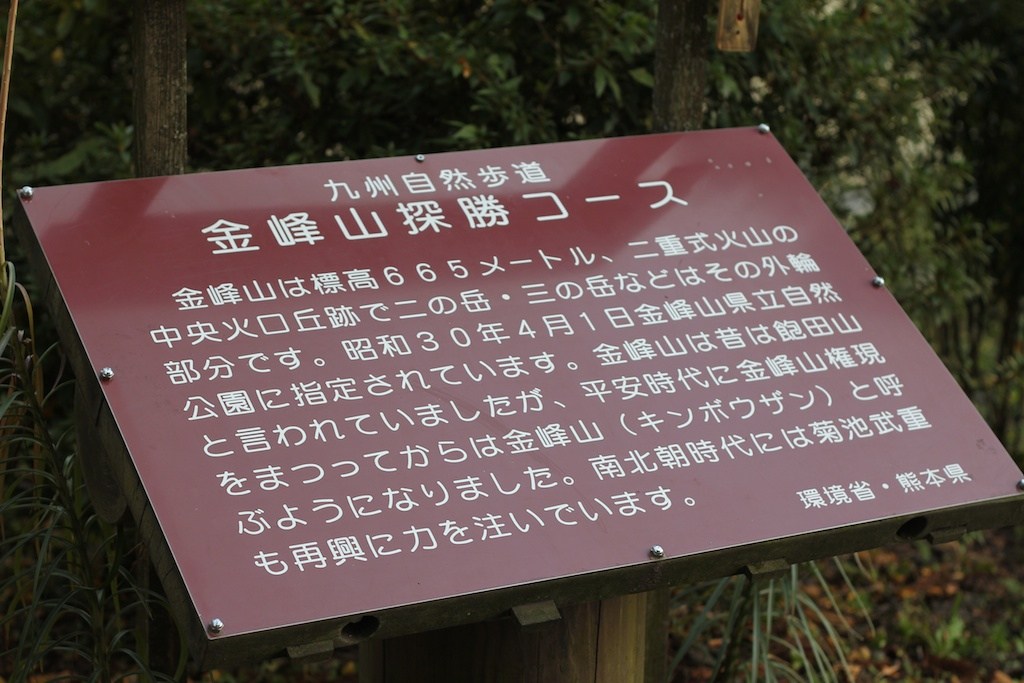 九州自然歩道
金峰山探勝コース
金峰山は標高665メートル、二重式火山の
中央火口丘跡で二の岳・三の岳などはその外輪
部分です。昭和30年4月1日金峰山県立自然
公園に指定されています。金峰山は昔は飽田山
と言われていましたが、平安時代に金峰山権現
をまつってからは金峰山（キンボウザン）と呼
ぶようになりました。南北朝時代には菊池武重
も再興に力を注いでいます。
環境省・熊本県